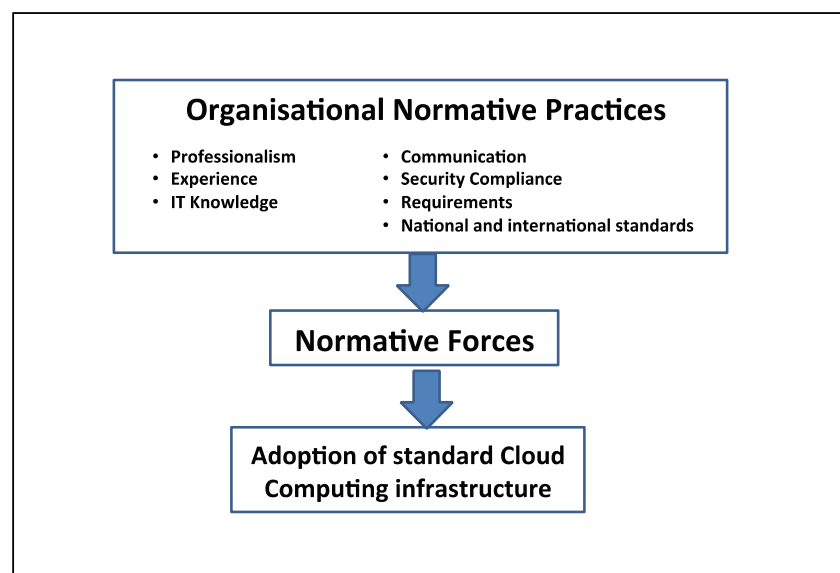 Organisational Normative Practices
• Professionalism
• Experience
• IT Knowledge
• Communication
• Security Compliance
• Requirements
• National and international standards
Normative Forces
Adoption of standard Cloud
Computing infrastructure